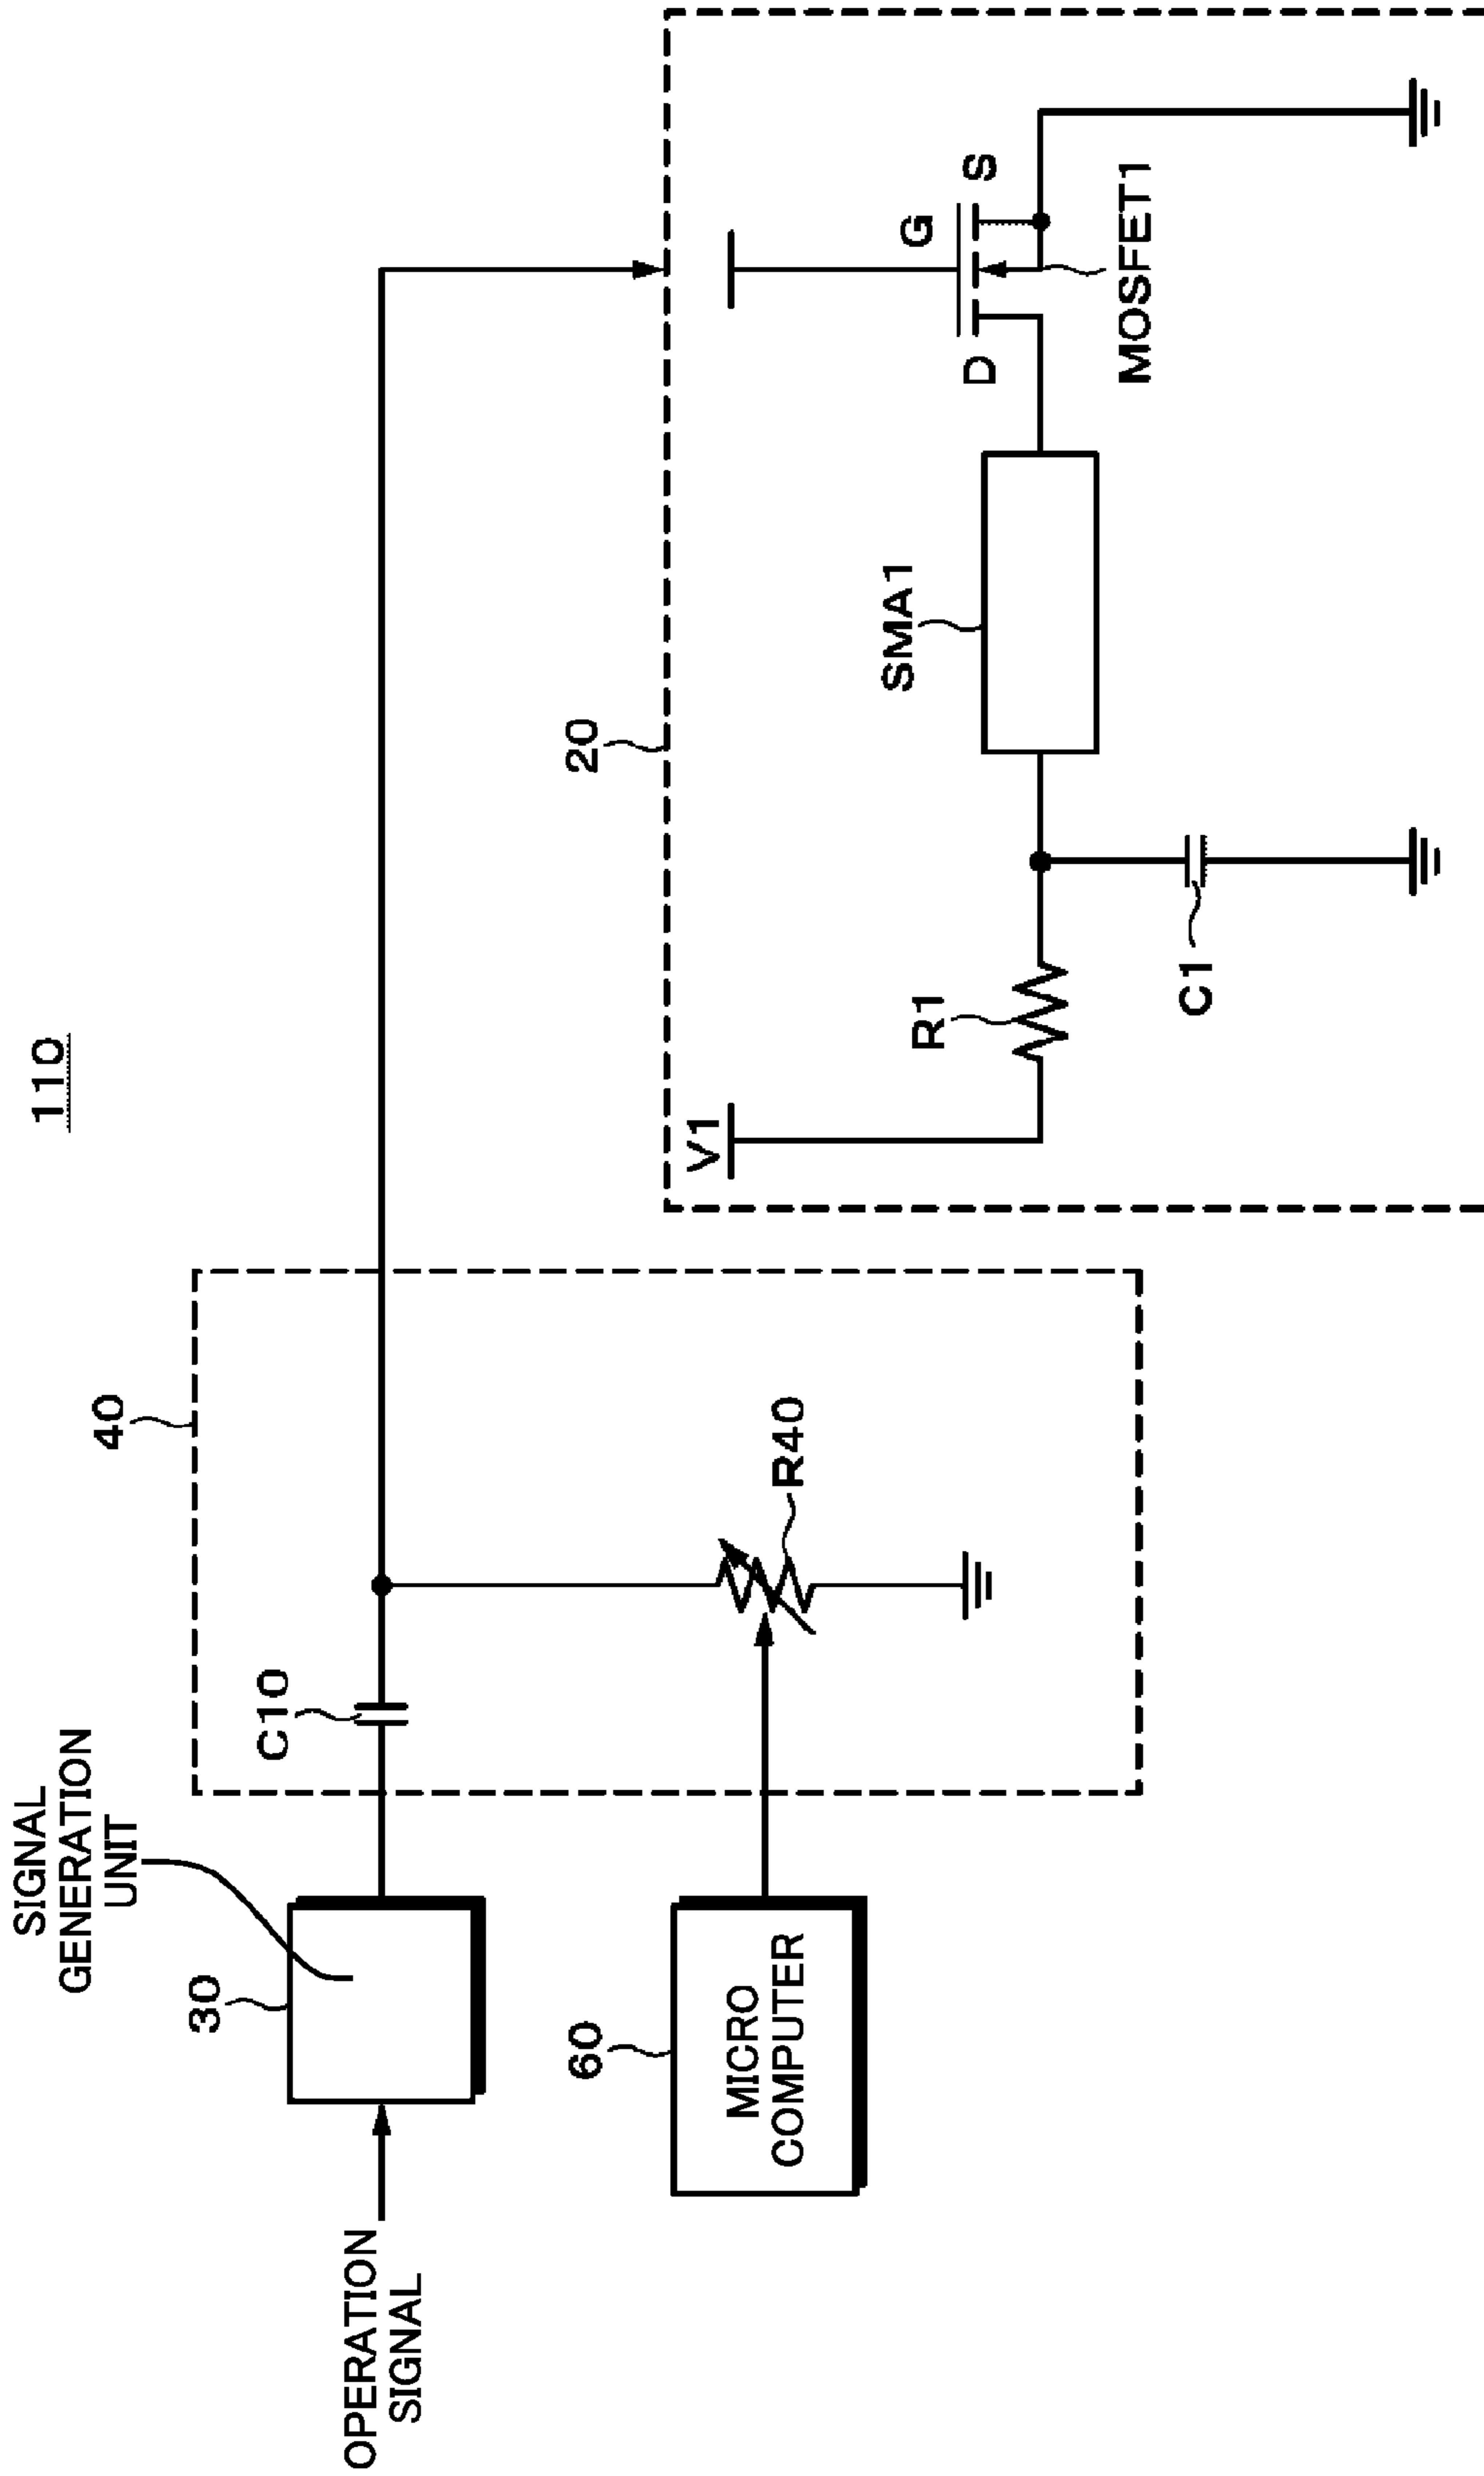 110
SIGNAL
GENERATION
UNIT
40
30
C10
OPERATION
SIGNAL
20
60
MICRO
COMPUTER
R40
V1
R1
SMA1
G
D
S
C1
MOSFET1